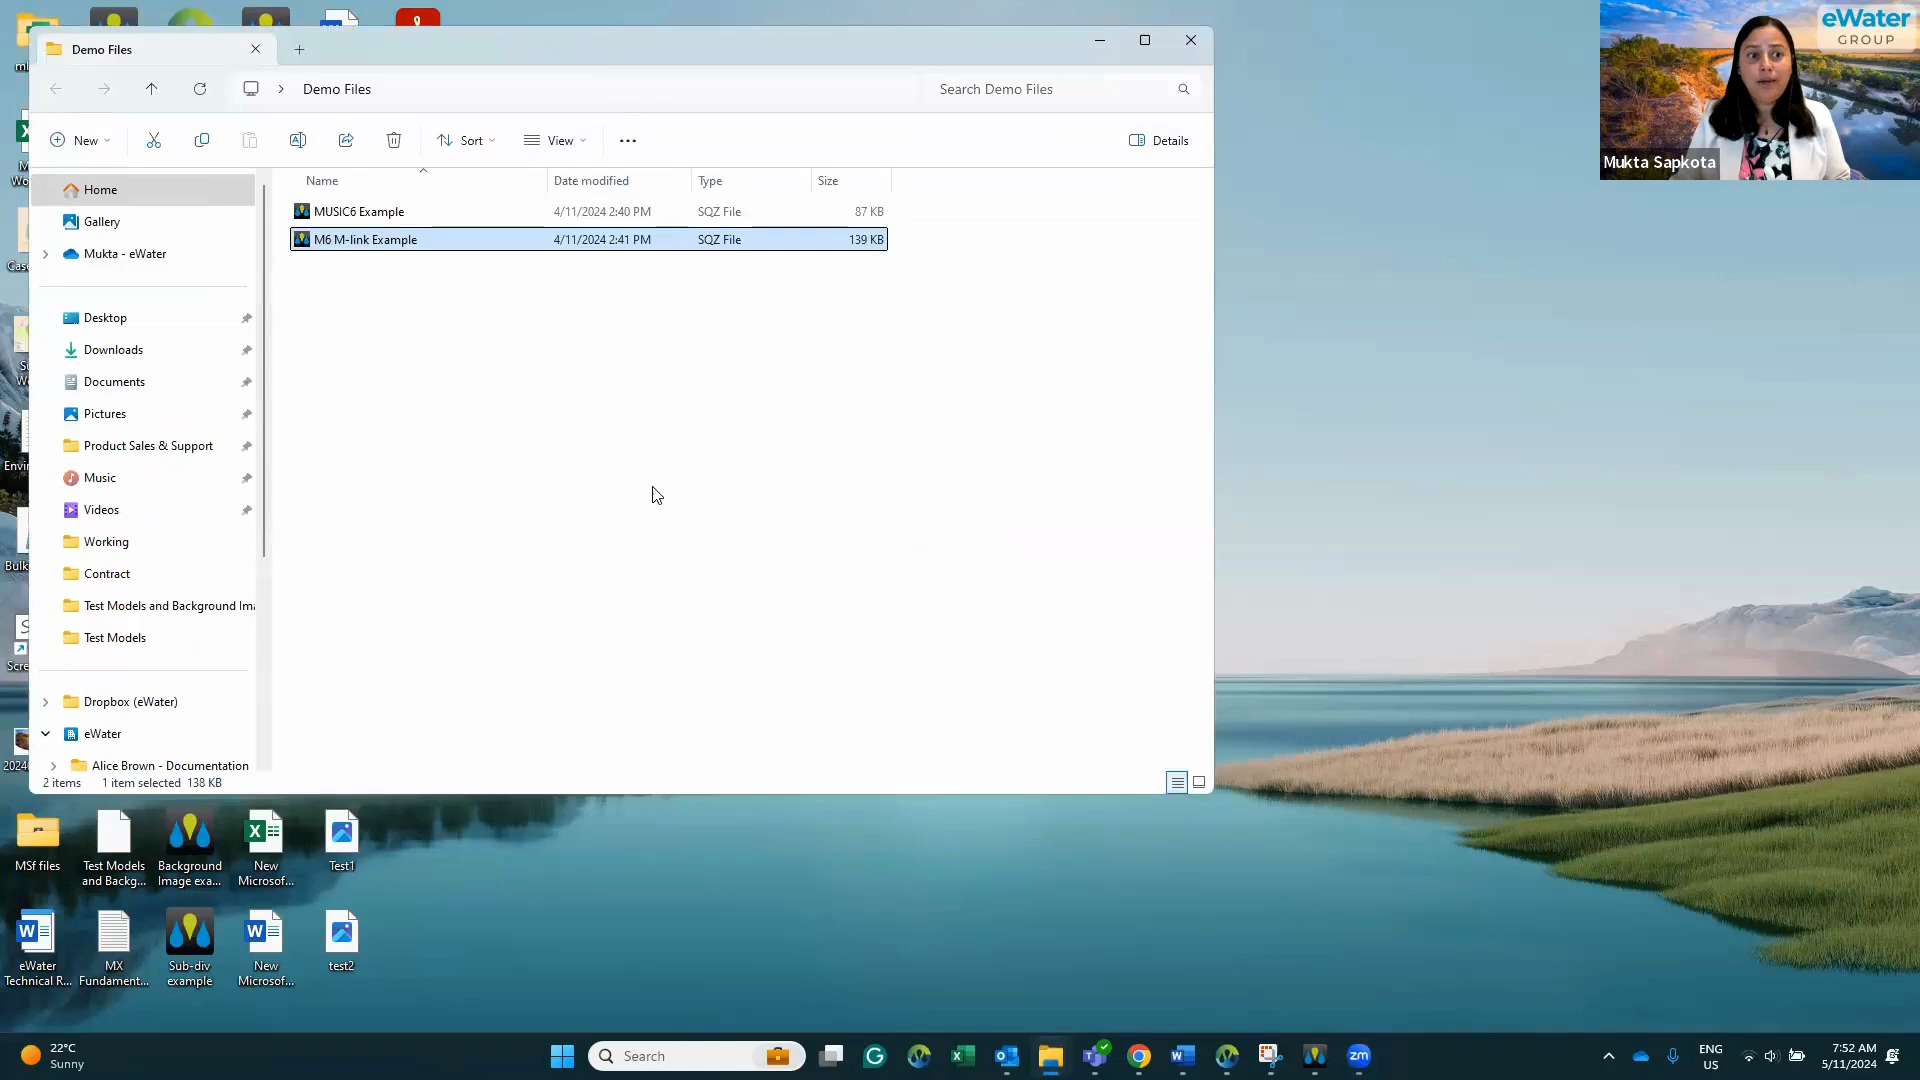 Demo Files
Demo Files
Search Demo Files
New
Sort
View
Details
Home
Gallery
Mukta - eWater
Desktop
Downloads
Documents
Pictures
Product Sales & Support
Music
Videos
Working
Contract
Test Models and Background Ima
Test Models
Dropbox (eWater)
eWater
Alice Brown - Documentation
Name Date modified Type Size
MUSIC6 Example 4/11/2024 2:40 PM SQZ File 87 KB
M6 M-link Example 4/11/2024 2:41 PM SQZ File 139 KB
2 items 1 item selected 138 KB
eWater
GROUP
Mukta Sapkota
MSf files
Test Models
and Backg...
Background
Image exa...
New
Microsof...
Test1
eWater
Technical R...
MX
Fundament...
Sub-div
example
New
Microsof...
test2
22°C
Sunny
Search
zm
ENG
US
7:52 AM
5/11/2024